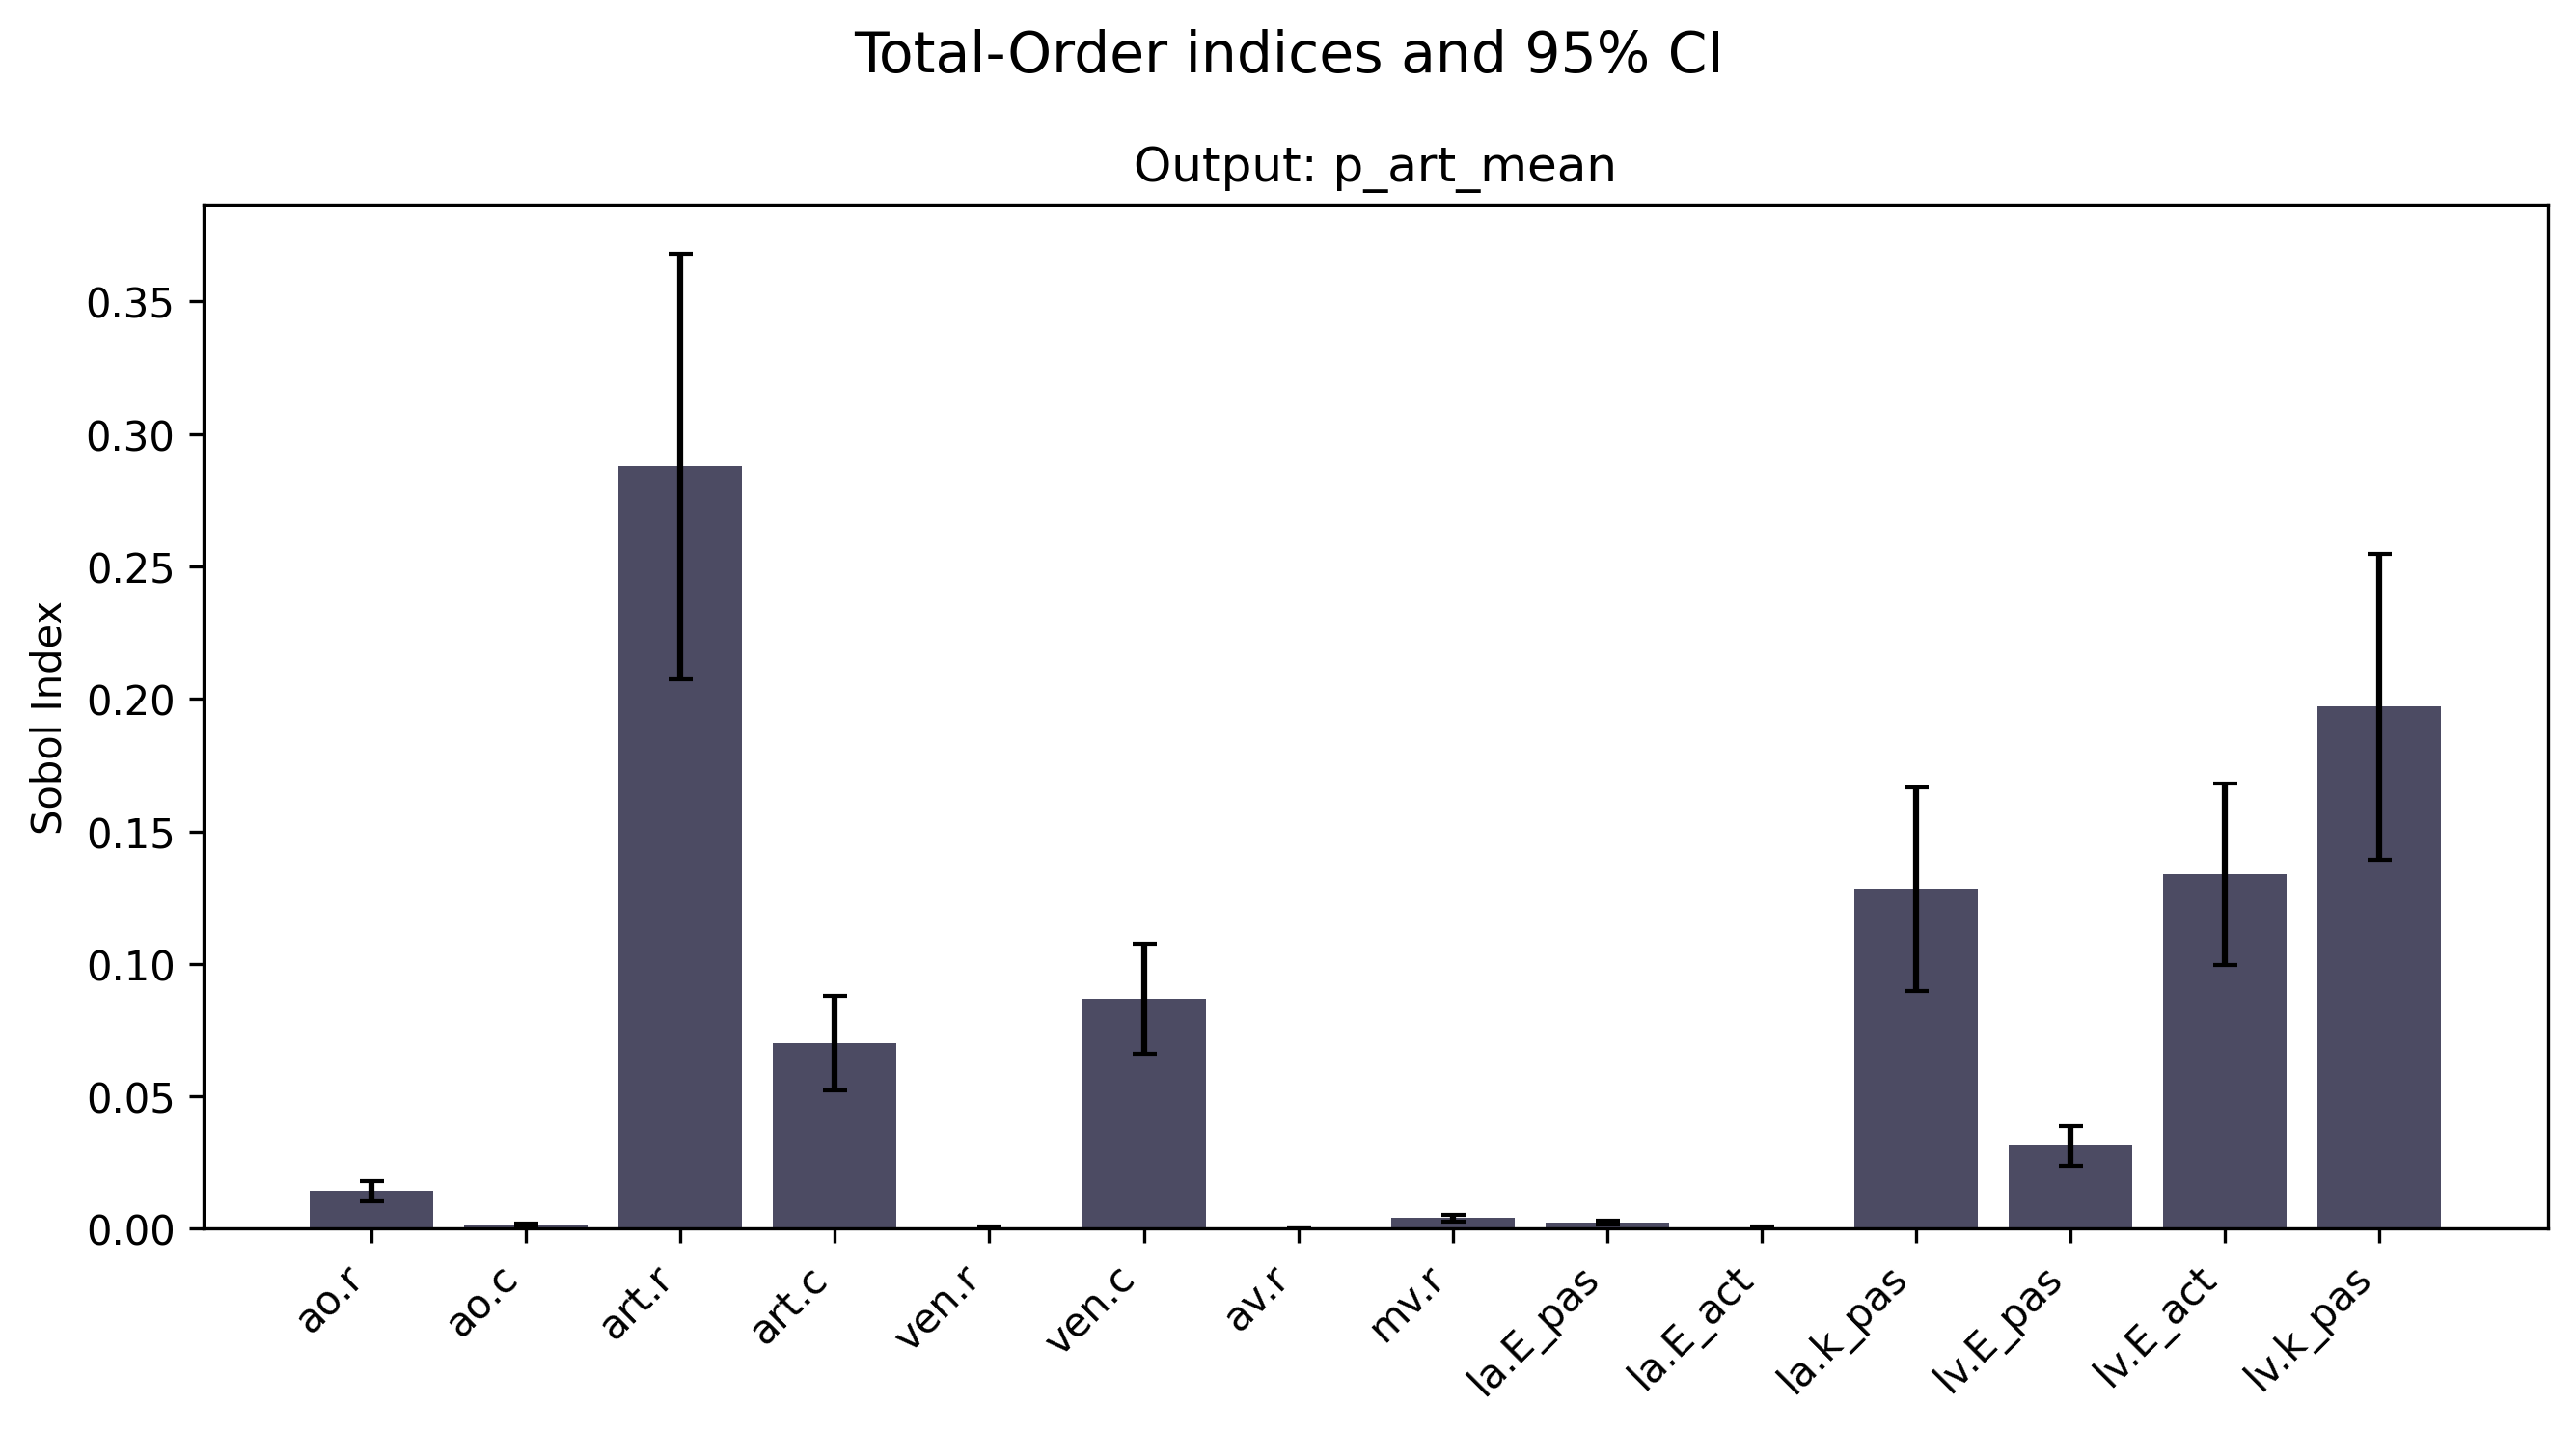 Total-Order indices and 95% CI
Output: p_art_mean
Sobol Index
0.35
0.30
0.25
0.20
0.15
0.10
0.05
0.00
ao.r
ao.c
art.r
art.c
ven.r
ven.c
av.r
mv.r
la.E_pas
la.E_act
la.k_pas
lv.E_pas
lv.E_act
lv.k_pas